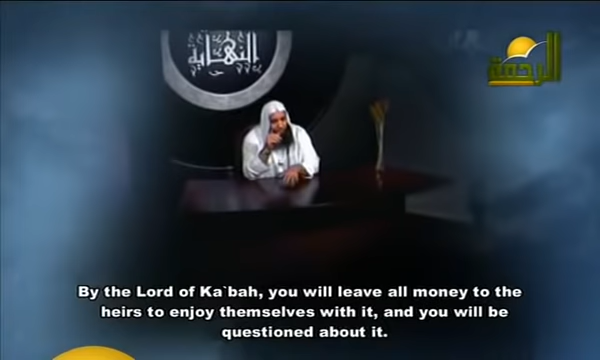 النهاية
الرحمة
By the Lord of Ka`bah, you will leave all money to the
heirs to enjoy themselves with it, and you will be
questioned about it.